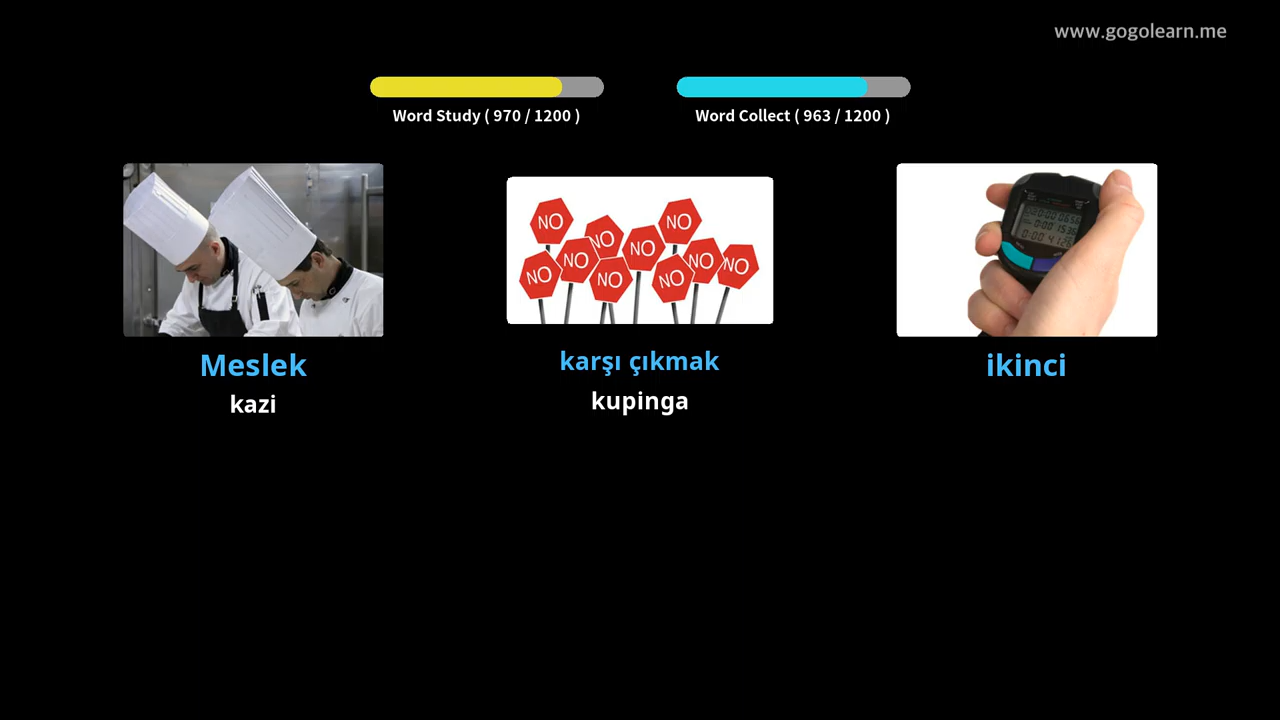 www.gogolearn.me
Word Study ( 970 / 1200 )
Word Collect ( 963 / 1200 )
NO
NO
NO
NO
NO
NO
NO
NO
NO
NO
Meslek
kazi
karşı çıkmak
kupinga
ikinci